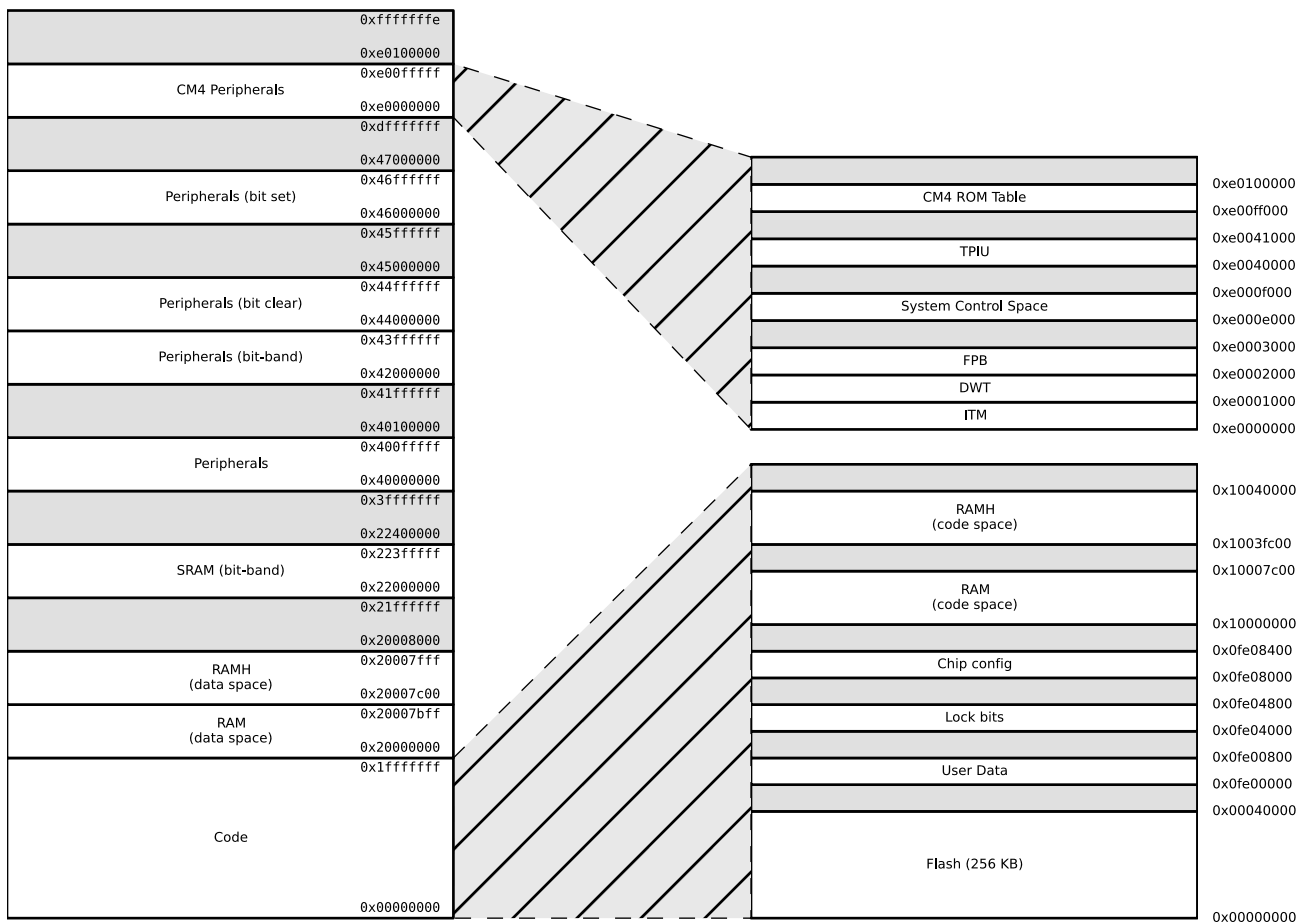 0xfffffffe
0xe0100000
0xe00fffff
CM4 Peripherals
0xe0000000
0xdfffffff
0x47000000
0x46ffffff
Peripherals (bit set)
0x46000000
0x45ffffff
0x45000000
0x44ffffff
Peripherals (bit clear)
0x44000000
0x43ffffff
Peripherals (bit-band)
0x42000000
0x41ffffff
0x40100000
0x400fffff
Peripherals
0x40000000
0x3fffffff
0x22400000
0x223fffff
SRAM (bit-band)
0x22000000
0x21ffffff
0x20008000
0x20007fff
RAMH
(data space)
0x20007c00
0x20007bff
RAM
(data space)
0x20000000
0x1fffffff
Code
0x00000000
0xe0100000
CM4 ROM Table
0xe00ff000
0xe0041000
TPIU
0xe0040000
0xe000f000
System Control Space
0xe000e000
0xe0003000
FPB
0xe0002000
DWT
0xe0001000
ITM
0xe0000000
0x10040000
RAMH
(code space)
0x1003fc00
0x10007c00
RAM
(code space)
0x10000000
0x0fe08400
Chip config
0x0fe08000
0x0fe04800
Lock bits
0x0fe04000
0x0fe00800
User Data
0x0fe00000
0x00040000
Flash (256 KB)
0x00000000